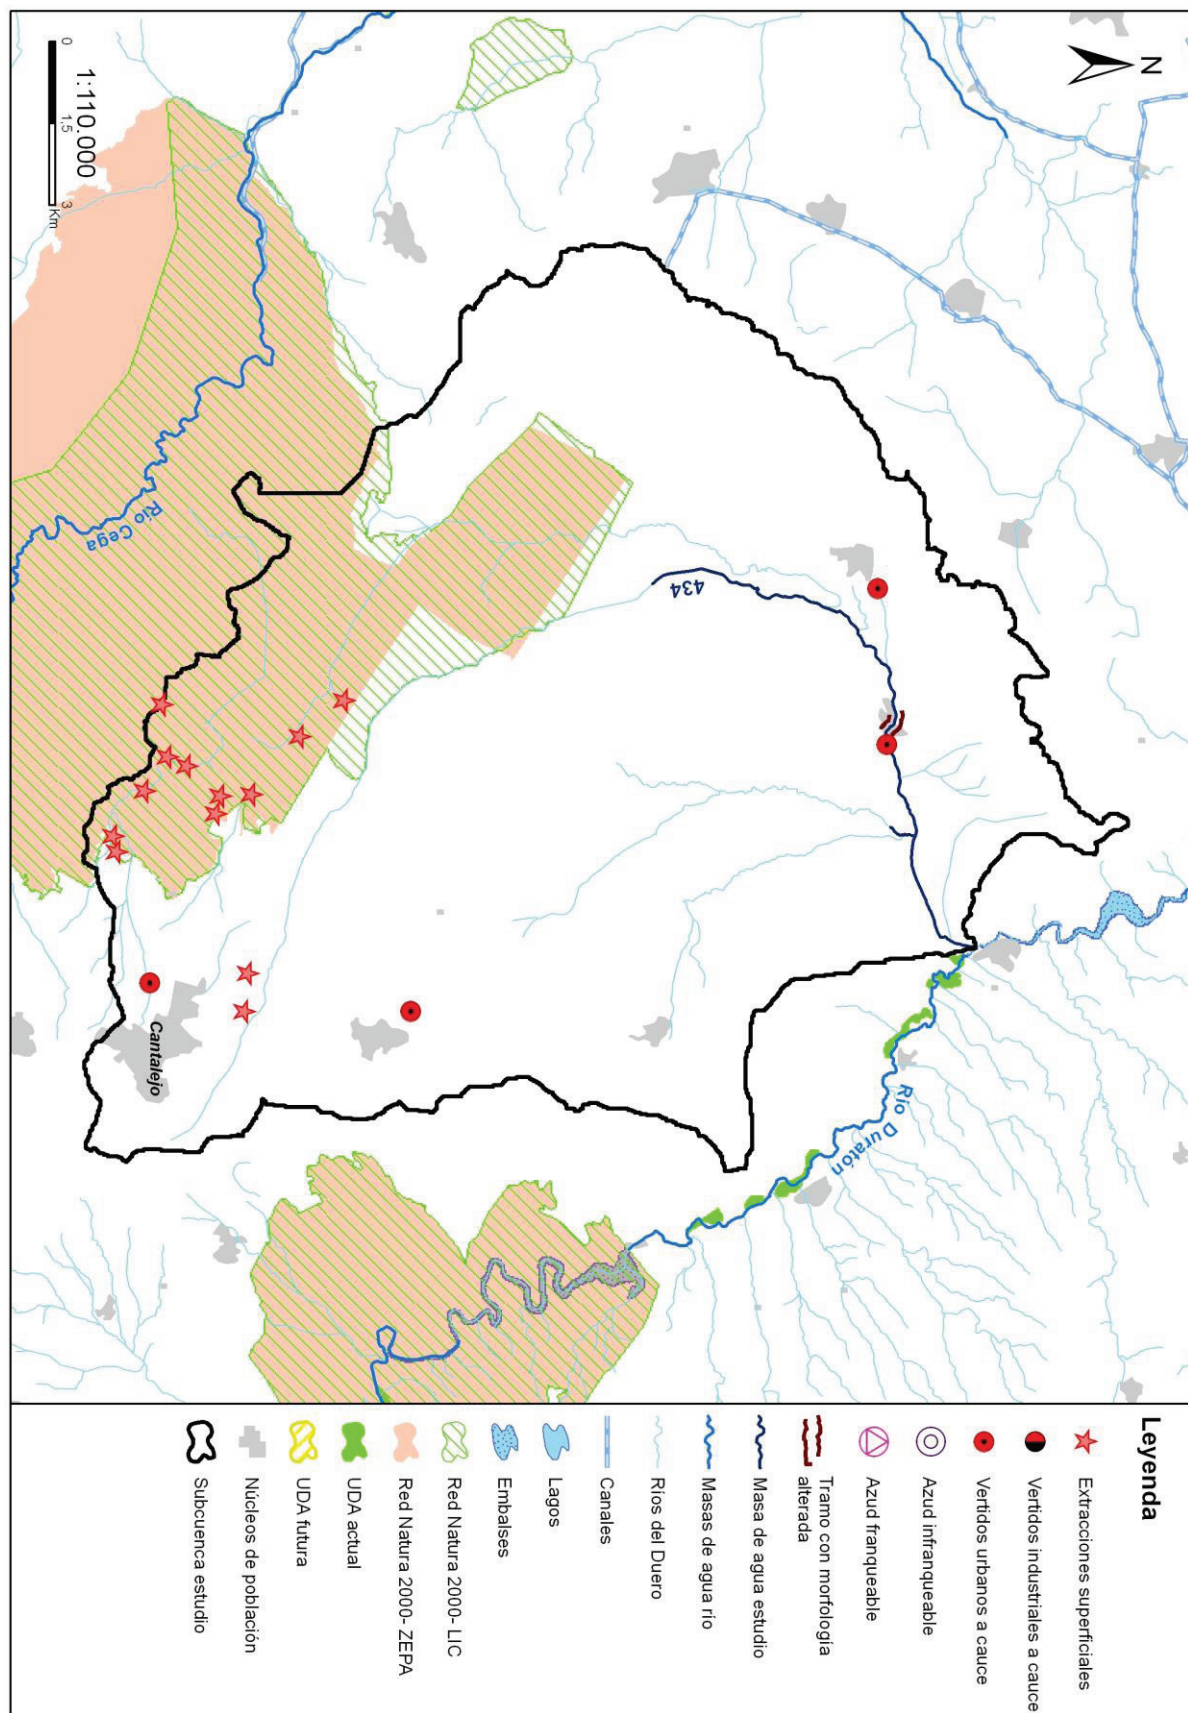 N
1:110.000
0 1,5 3
Km
Río Cega
434
Cantalejo
Río Duratón
Leyenda
Extracciones superficiales
Vertidos industriales a cauce
Vertidos urbanos a cauce
Azud infranqueable
Azud franqueable
Tramo con morfología
alterada
Masa de agua estudio
Masas de agua río
Ríos del Duero
Canales
Lagos
Embalses
Red Natura 2000- LIC
Red Natura 2000- ZEPA
UDA actual
UDA futura
Núcleos de población
Subcuenca estudio